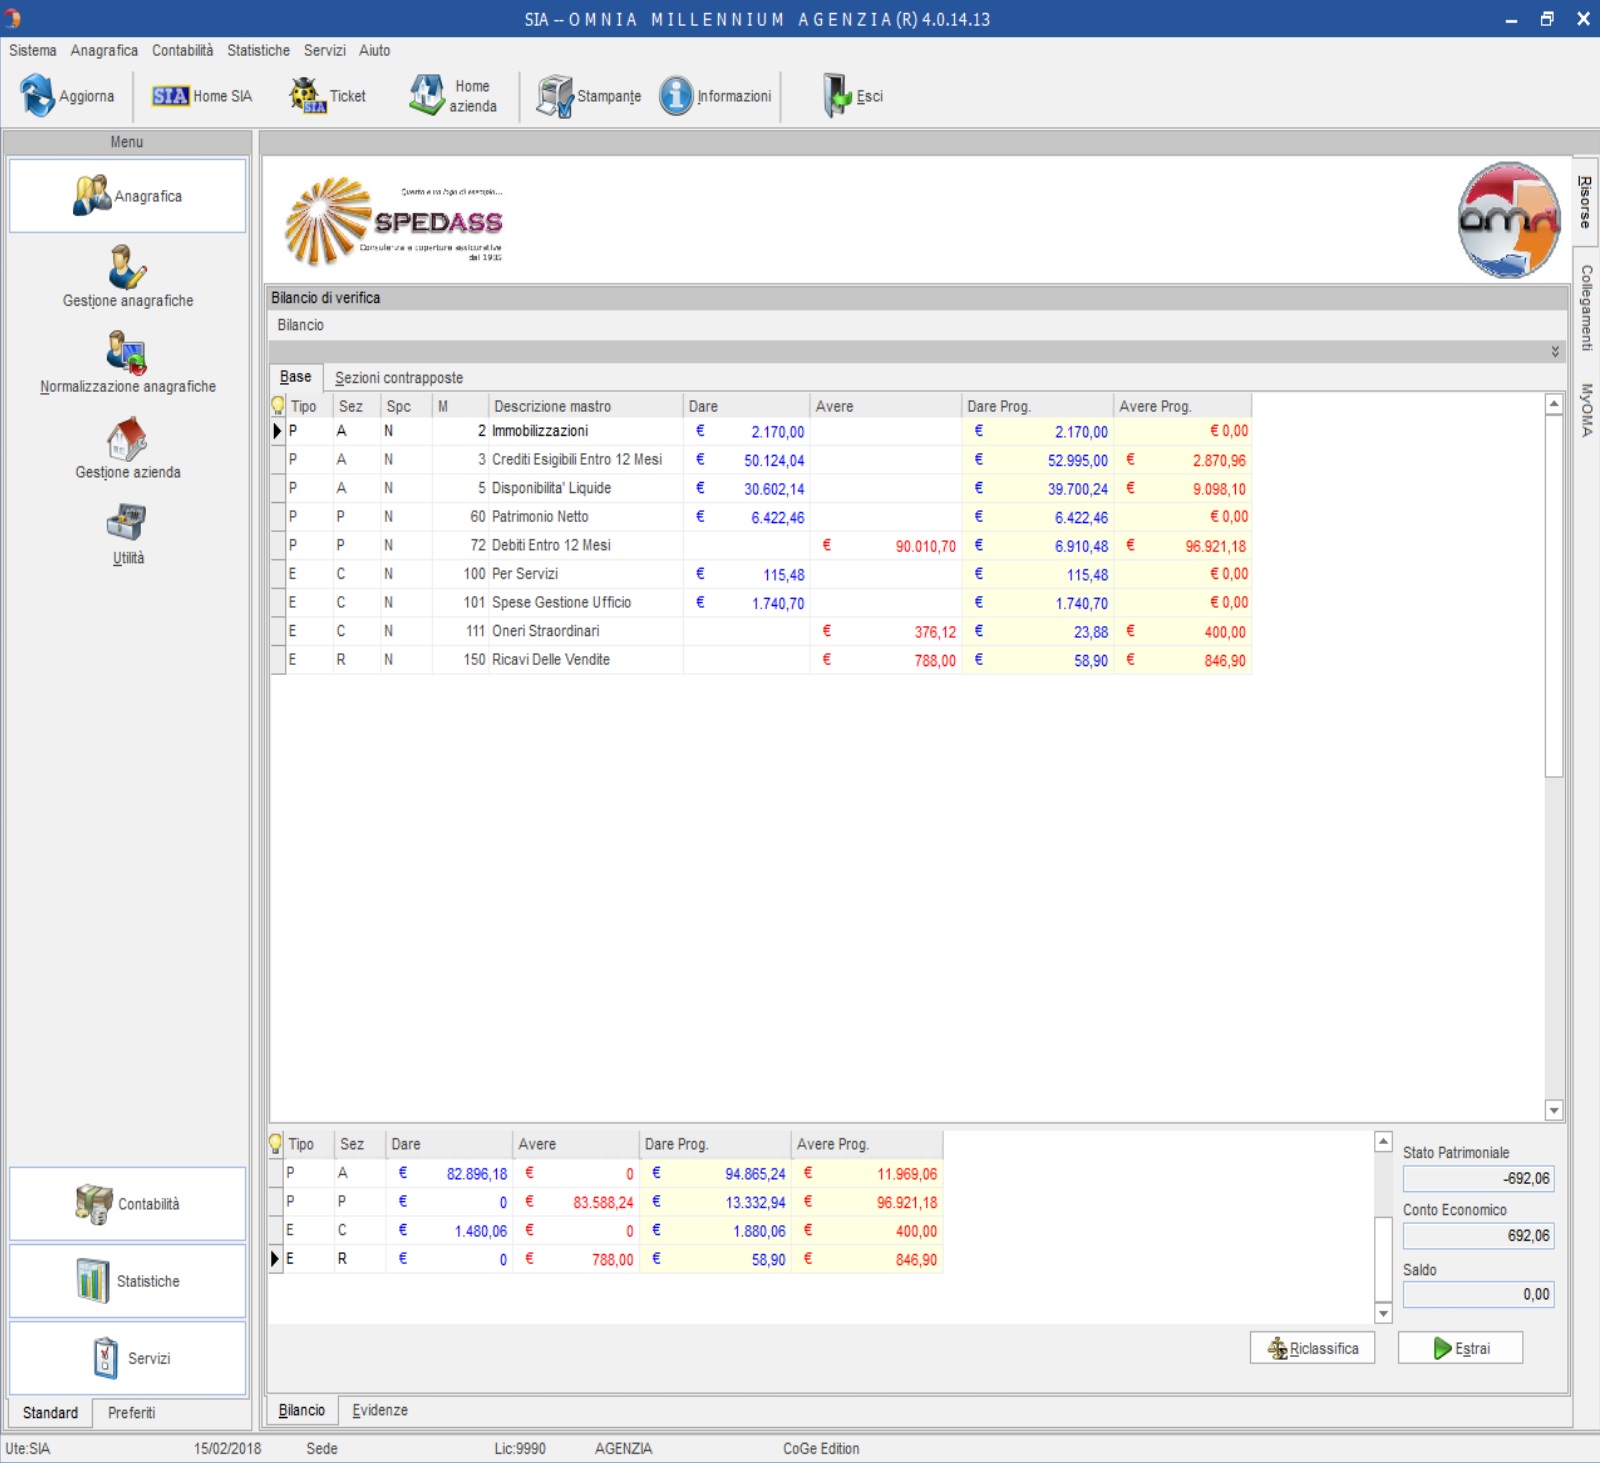 SIA -- O M N I A M I L L E N N I U M A G E N Z I A (R) 4.0.14.13
Sistema Anagrafica Contabilità Statistiche Servizi Aiuto
Aggiorna
SIA Home SIA
SIA Ticket
Home azienda
Stampante
Informazioni
Esci
Menu
Anagrafica
Gestione anagrafiche
Normalizzazione anagrafiche
Gestione azienda
Utilità
Contabilità
Statistiche
Servizi
Standard Preferiti
Questo è un logo di esempio...
SPEDASS
Consulenze e coperture assicurative
Risorse
Collegamenti
MyOMA
Bilancio di verifica
Bilancio
Base Sezioni contrapposte
Tipo Sez Spc M Descrizione mastro Dare Avere Dare Prog. Avere Prog.
P A N 2 Immobilizzazioni € 2.170,00 € 2.170,00 € 0,00
P A N 3 Crediti Esigibili Entro 12 Mesi € 50.124,04 € 52.995,00 € 2.870,96
P A N 5 Disponibilita' Liquide € 30.602,14 € 39.700,24 € 9.098,10
P P N 60 Patrimonio Netto € 6.422,46 € 6.422,46 € 0,00
P P N 72 Debiti Entro 12 Mesi € 90.010,70 € 6.910,48 € 96.921,18
E C N 100 Per Servizi € 115,48 € 115,48 € 0,00
E C N 101 Spese Gestione Ufficio € 1.740,70 € 1.740,70 € 0,00
E C N 111 Oneri Straordinari € 376,12 € 23,88 € 400,00
E R N 150 Ricavi Delle Vendite € 788,00 € 58,90 € 846,90
Tipo Sez Dare Avere Dare Prog. Avere Prog.
P A € 82.896,18 € 0 € 94.865,24 € 11.969,06
P P € 0 € 83.588,24 € 13.332,94 € 96.921,18
E C € 1.480,06 € 0 € 1.880,06 € 400,00
E R € 0 € 788,00 € 58,90 € 846,90
Stato Patrimoniale
-692,06
Conto Economico
692,06
Saldo
0,00
Riclassifica Estrai
Bilancio Evidenze
Ute:SIA 15/02/2018 Sede Lic:9990 AGENZIA CoGe Edition